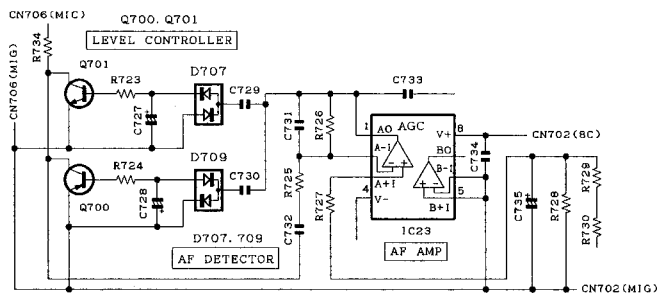 CN706(MIC)
Q700. Q701
LEVEL CONTROLLER
R734
CN706(MIG)
Q701
R723
D707
C729
C733
C727
C731
R726
1
AO
AGC
V+
8
CN702(8C)
A-I
BO
C734
R724
D709
C730
A+I
B-I
4
V-
B+I
5
Q700
C728
R725
R727
C732
C735
R728
R729
R730
IC23
D707. 709
AF DETECTOR
AF AMP
CN702(MIG)